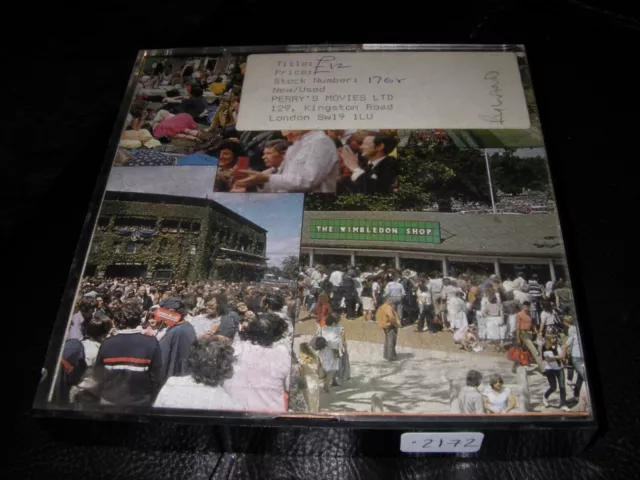 Title:
Price: £12
Stock Number: 176r
New/Used
PERRY'S MOVIES LTD
129, Kingston Road
London SW19 1LU
THE WIMBLEDON SHOP
·2172